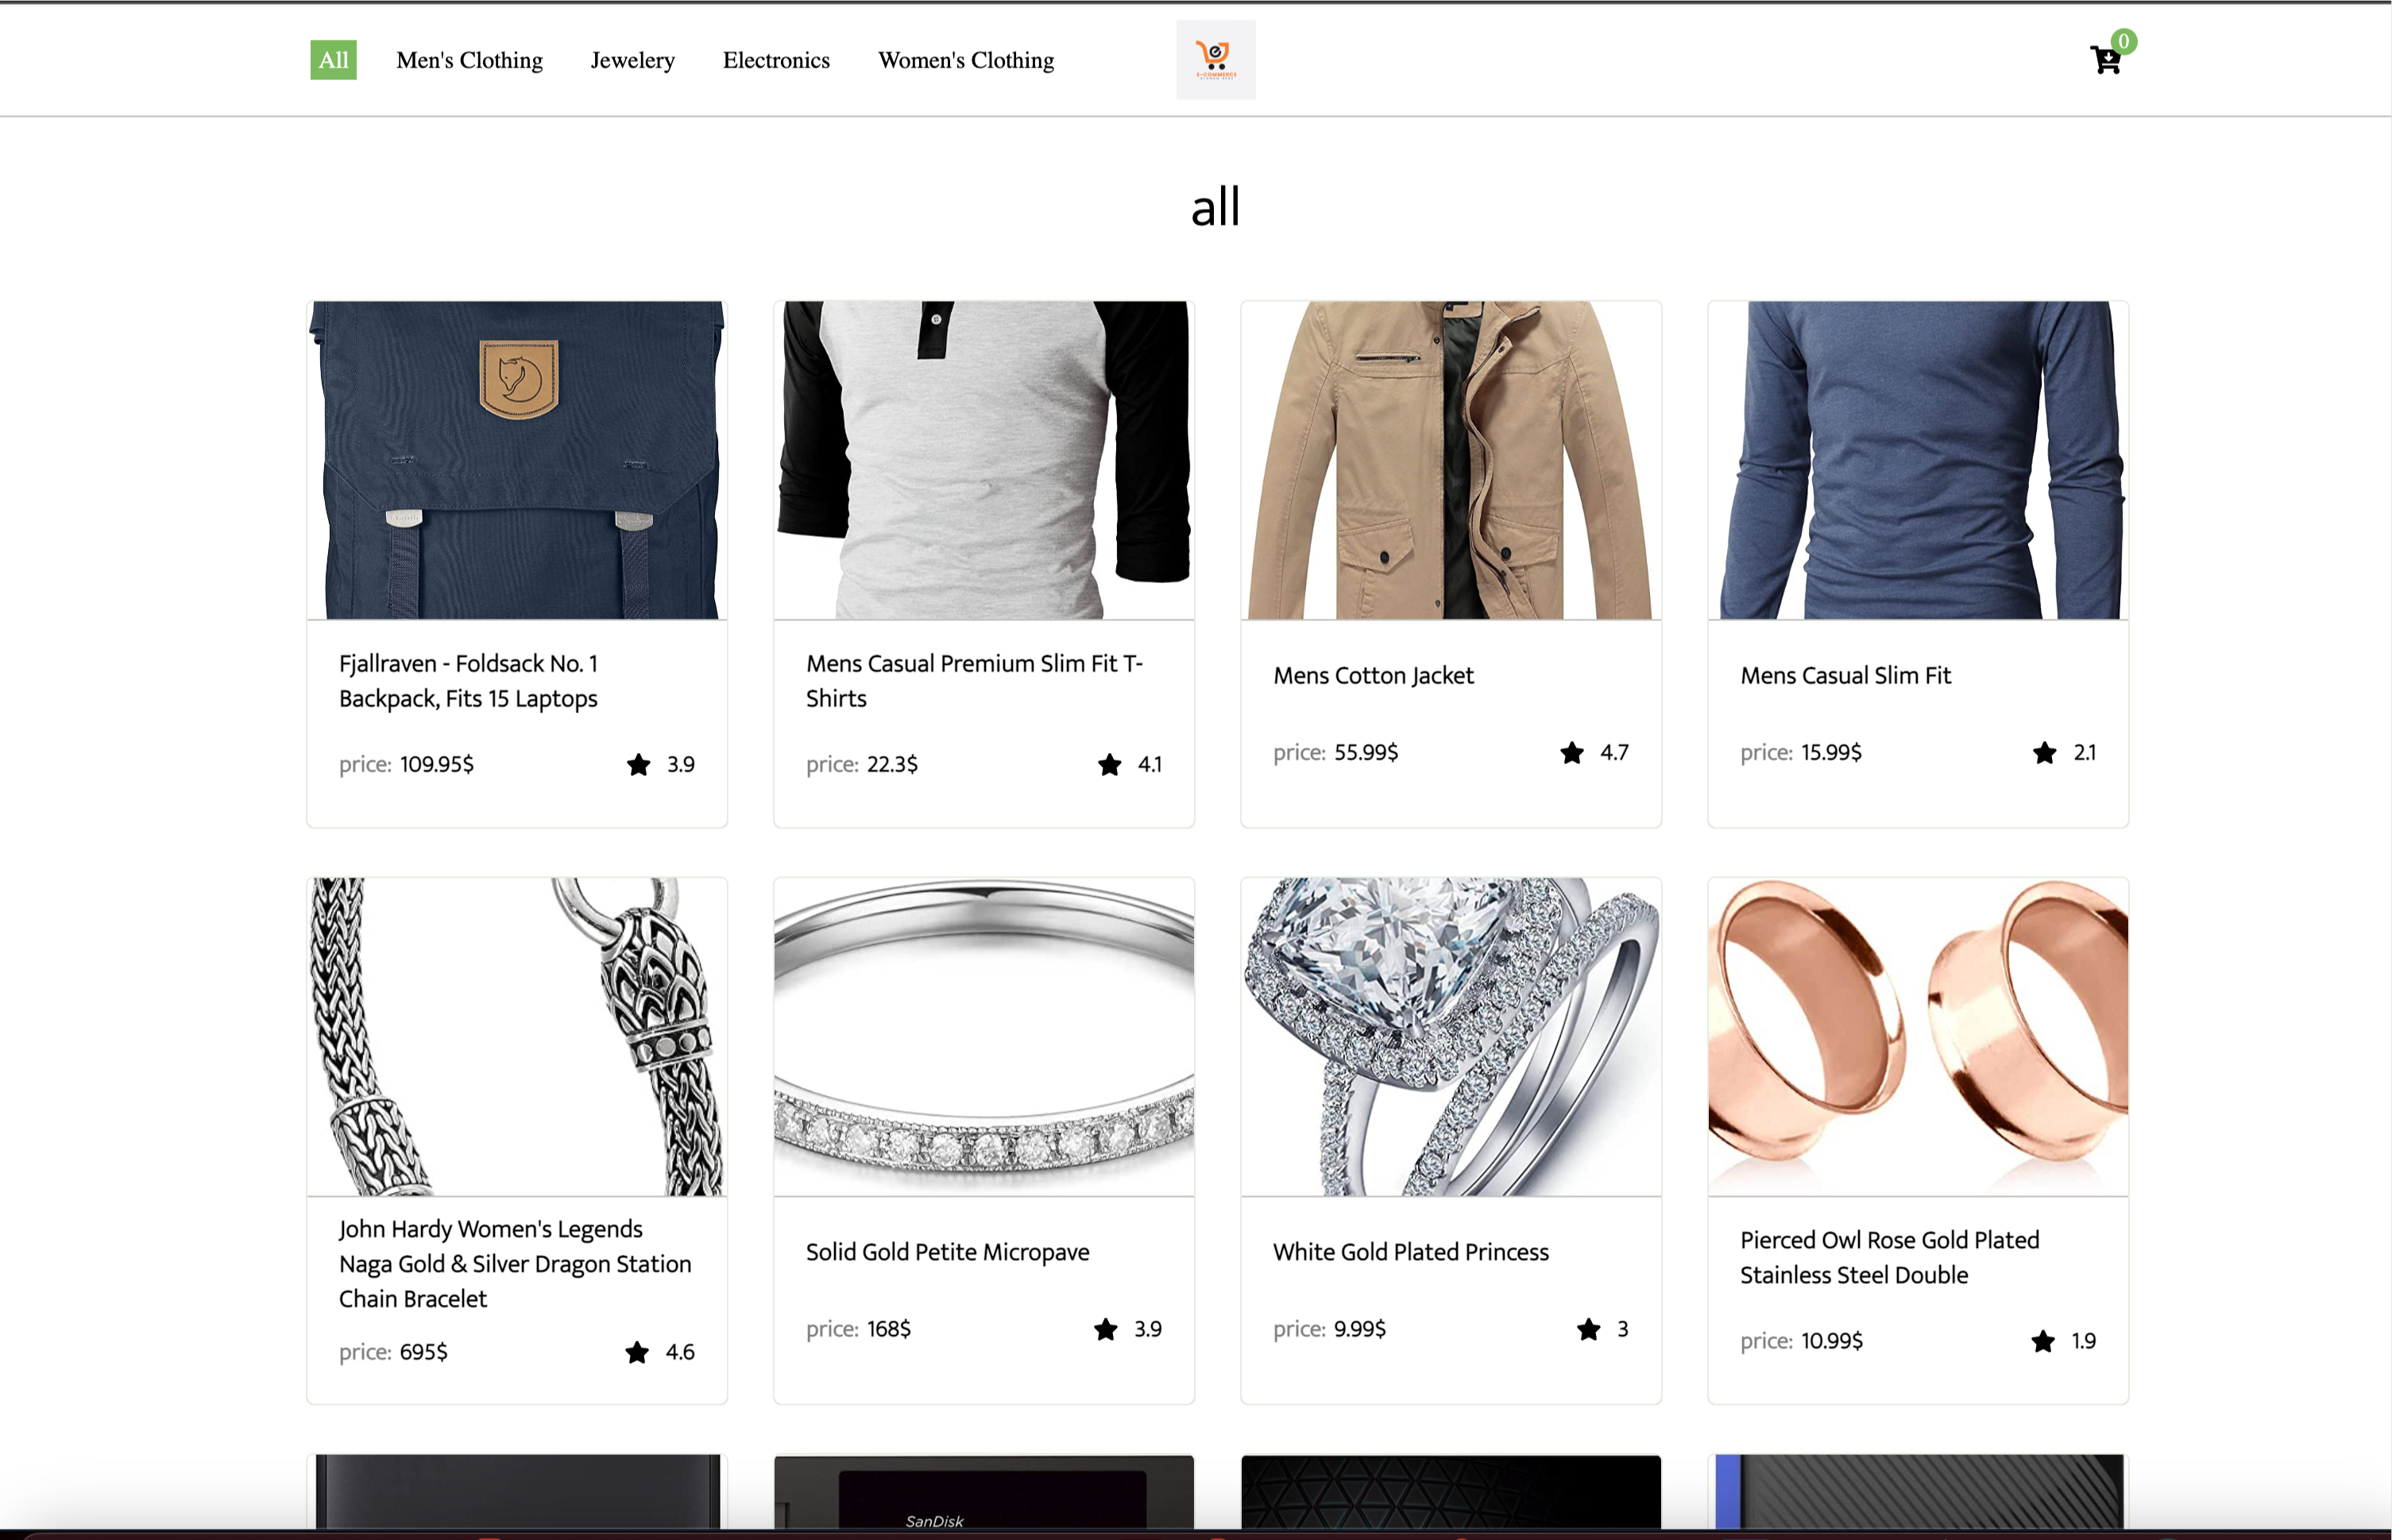 All
Men's Clothing
Jewelery
Electronics
Women's Clothing
E-COMMERCE
0
all
Fjallraven - Foldsack No. 1
Backpack, Fits 15 Laptops
price: 109.95$
3.9
Mens Casual Premium Slim Fit T-
Shirts
price: 22.3$
4.1
Mens Cotton Jacket
price: 55.99$
4.7
Mens Casual Slim Fit
price: 15.99$
2.1
John Hardy Women's Legends
Naga Gold & Silver Dragon Station
Chain Bracelet
price: 695$
4.6
Solid Gold Petite Micropave
price: 168$
3.9
White Gold Plated Princess
price: 9.99$
3
Pierced Owl Rose Gold Plated
Stainless Steel Double
price: 10.99$
1.9
SanDisk